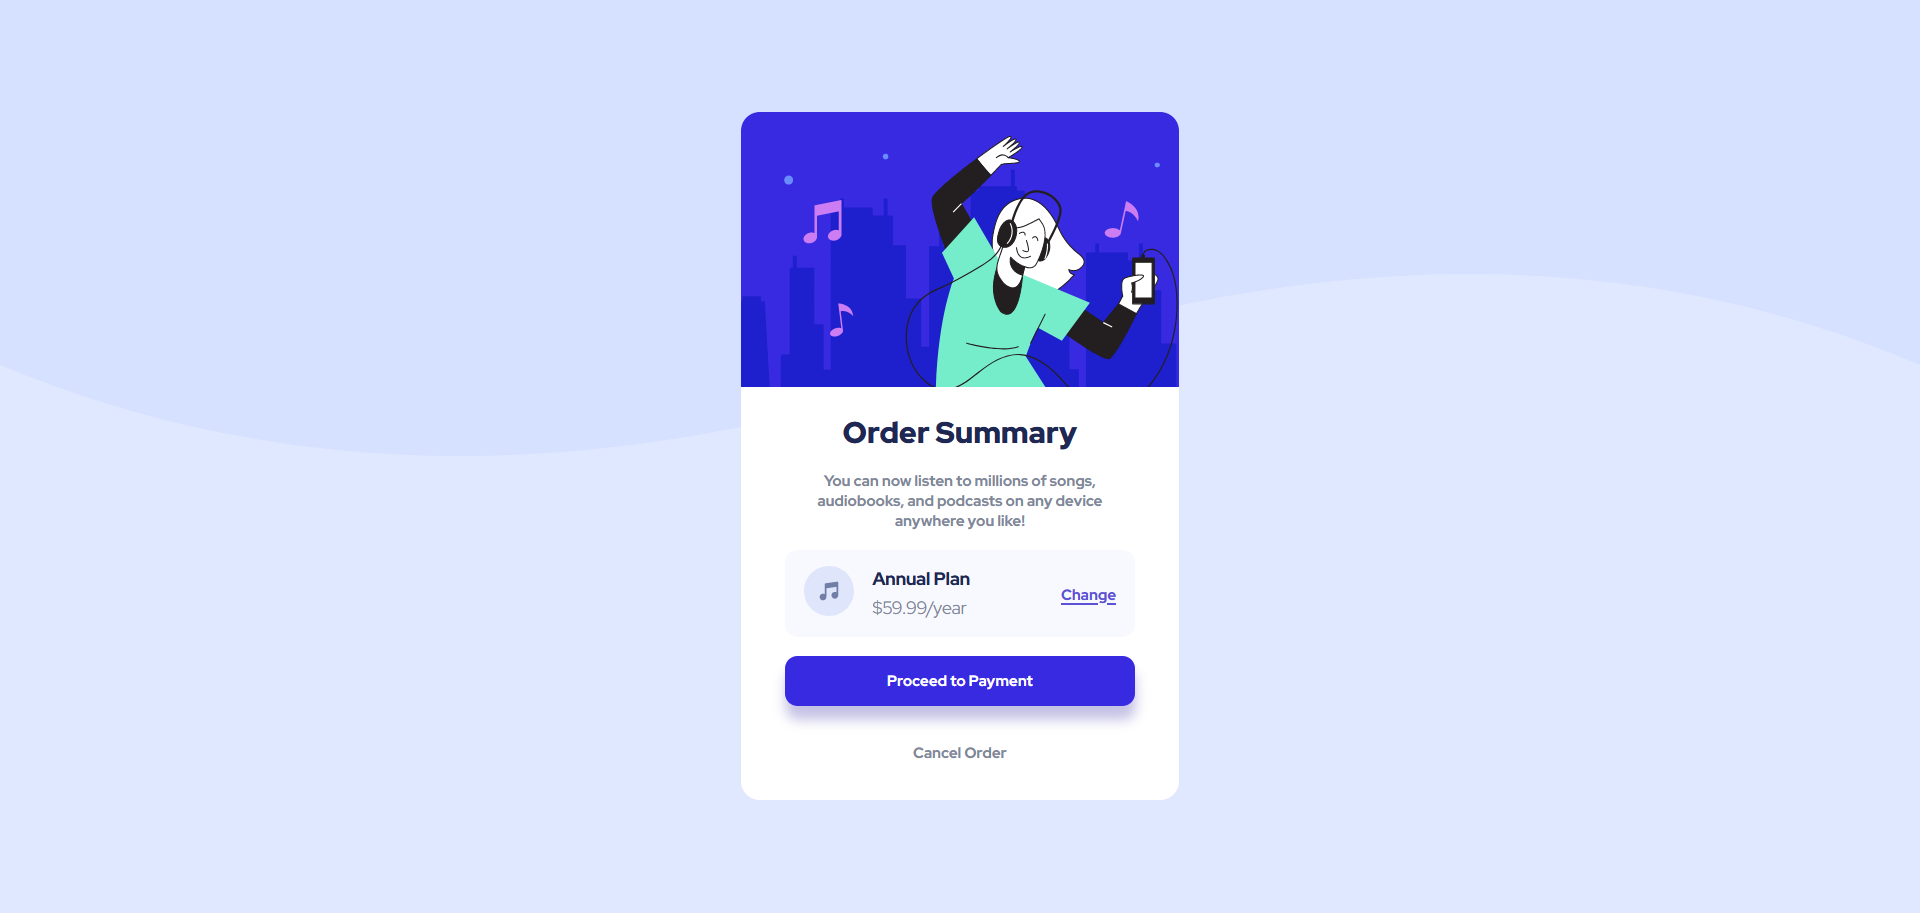 Order Summary
You can now listen to millions of songs,
audiobooks, and podcasts on any device
anywhere you like!
Annual Plan
$59.99/year
Change
Proceed to Payment
Cancel Order